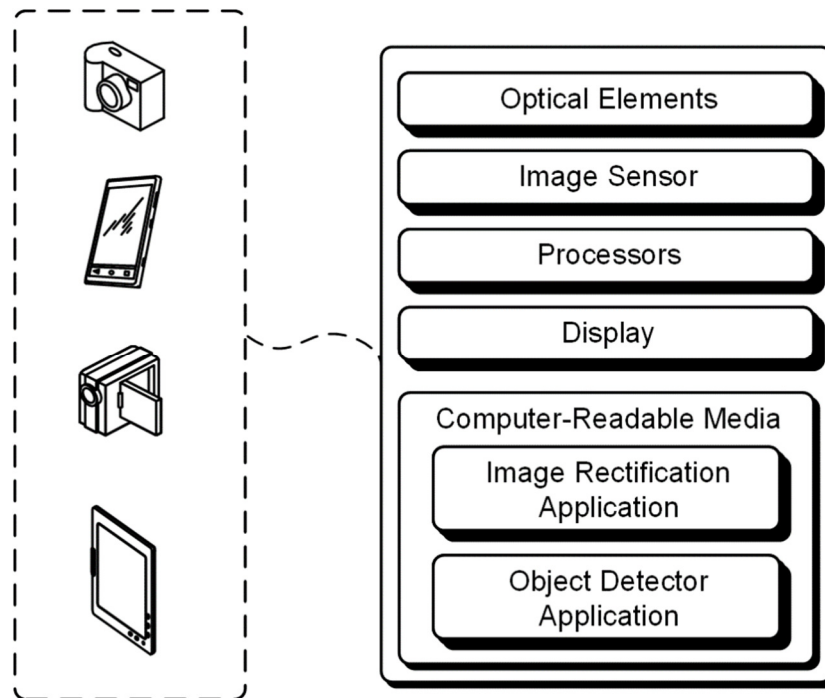 Optical Elements
Image Sensor
Processors
Display
Computer-Readable Media
Image Rectification
Application
Object Detector
Application